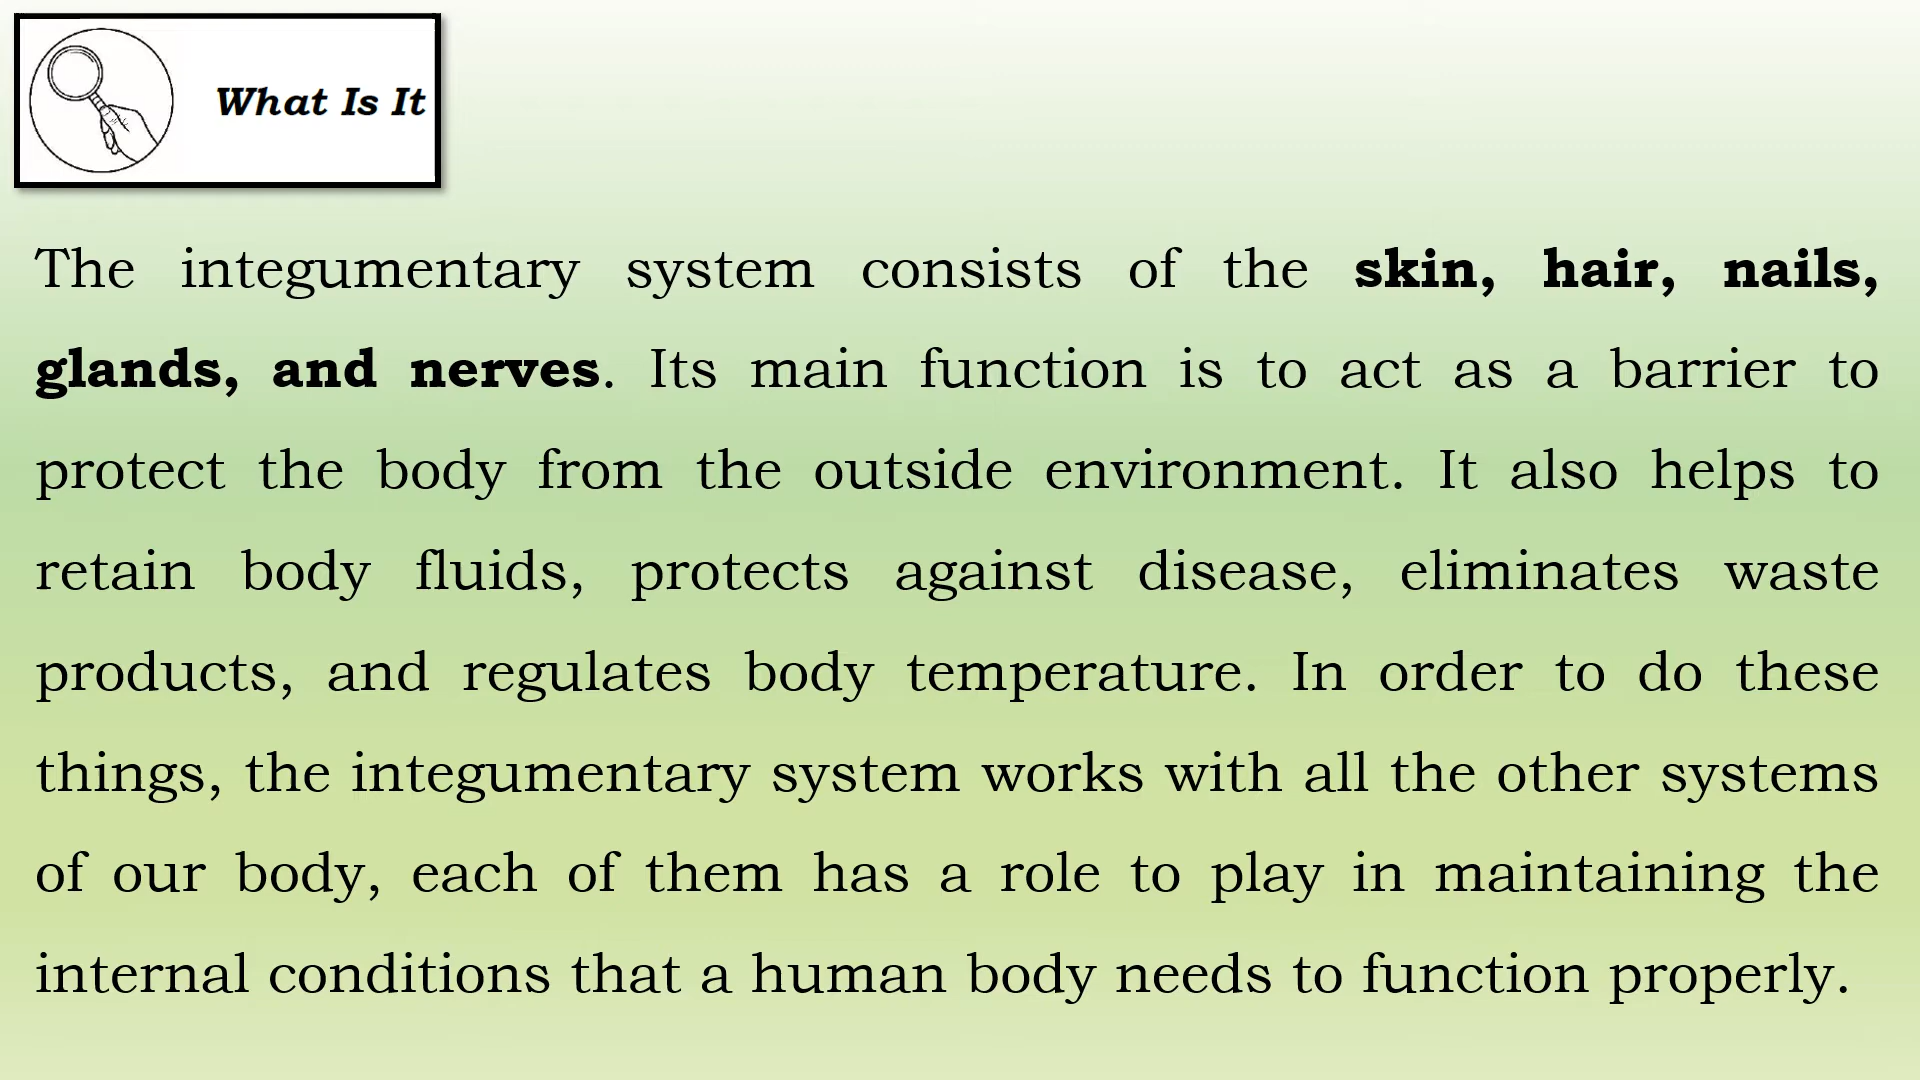 What Is It
The integumentary system consists of the skin, hair, nails,
glands, and nerves. Its main function is to act as a barrier to
protect the body from the outside environment. It also helps to
retain body fluids, protects against disease, eliminates waste
products, and regulates body temperature. In order to do these
things, the integumentary system works with all the other systems
of our body, each of them has a role to play in maintaining the
internal conditions that a human body needs to function properly.